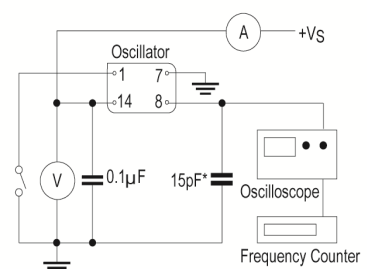 A
+VS
Oscillator
1 7
14 8
V
0.1µF
15pF*
Oscilloscope
Frequency Counter